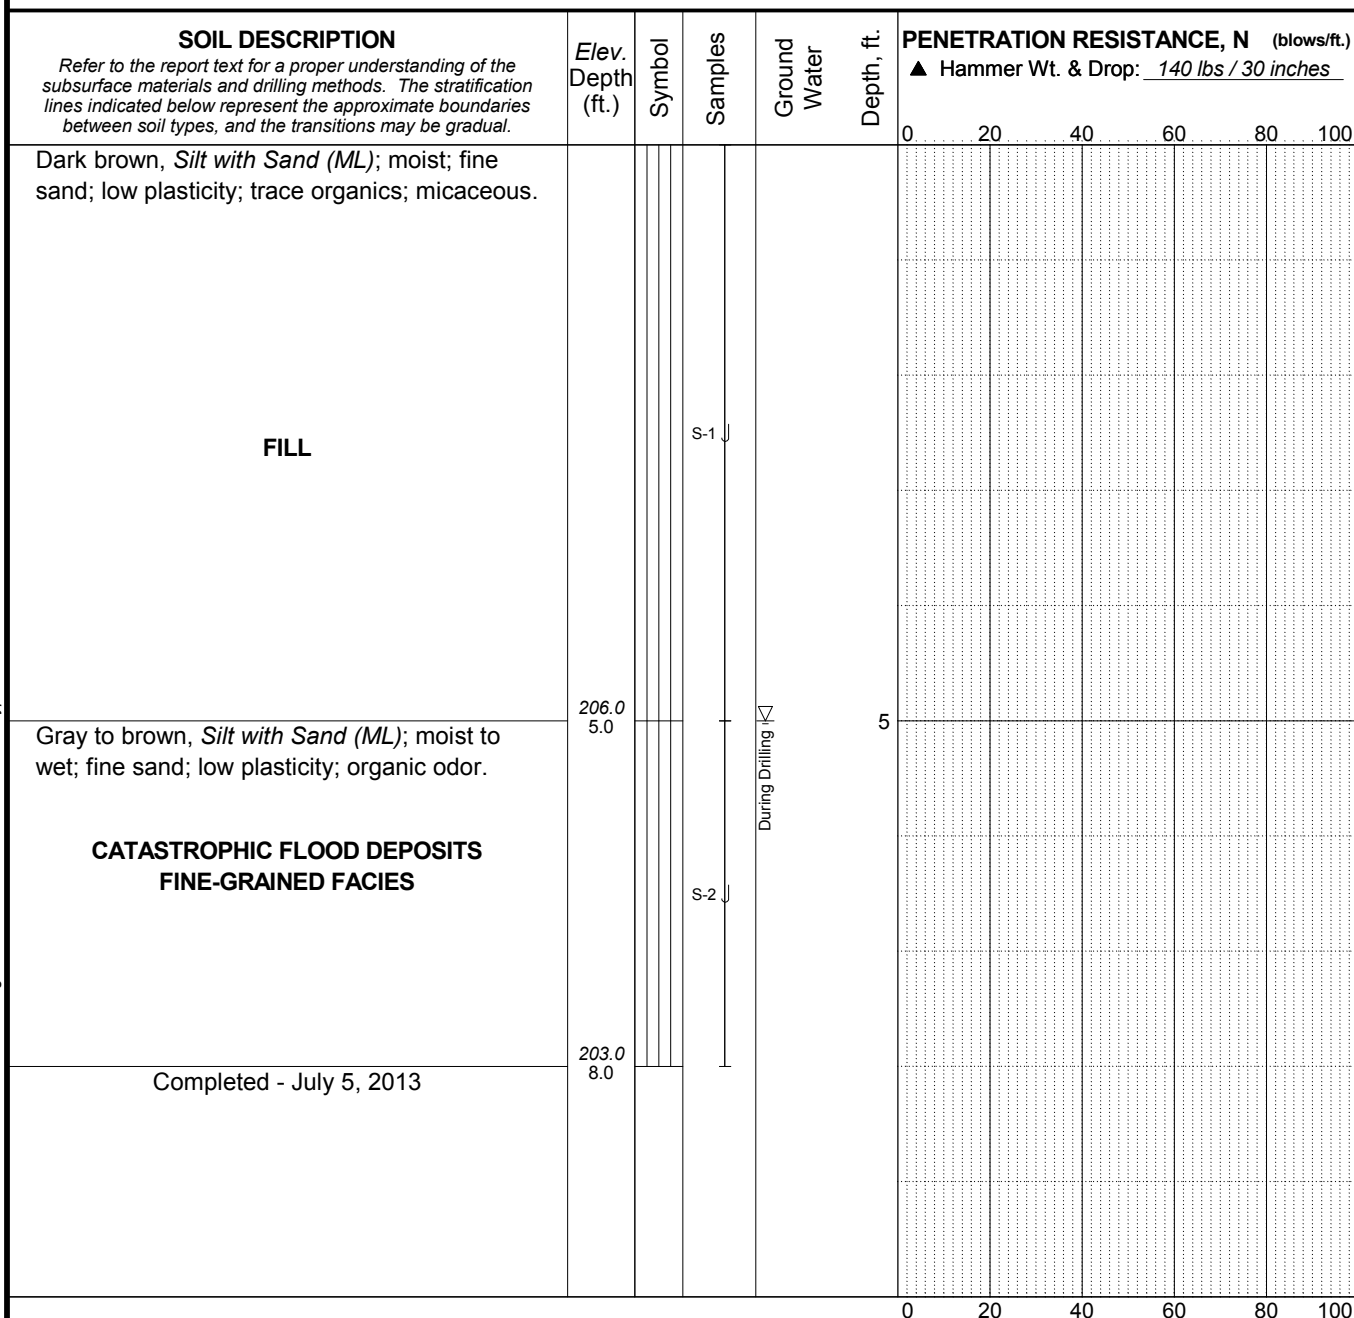 SOIL DESCRIPTION
Refer to the report text for a proper understanding of the
subsurface materials and drilling methods. The stratification
lines indicated below represent the approximate boundaries
between soil types, and the transitions may be gradual.
Elev.
Depth
(ft.)
Symbol
Samples
Ground
Water
Depth, ft.
PENETRATION RESISTANCE, N (blows/ft.)
▲ Hammer Wt. & Drop: 140 lbs / 30 inches
0 20 40 60 80 100
Dark brown, Silt with Sand (ML); moist; fine
sand; low plasticity; trace organics; micaceous.
FILL
S-1
206.0
5.0
During Drilling
5
Gray to brown, Silt with Sand (ML); moist to
wet; fine sand; low plasticity; organic odor.
CATASTROPHIC FLOOD DEPOSITS
FINE-GRAINED FACIES
S-2
203.0
8.0
Completed - July 5, 2013
0 20 40 60 80 100